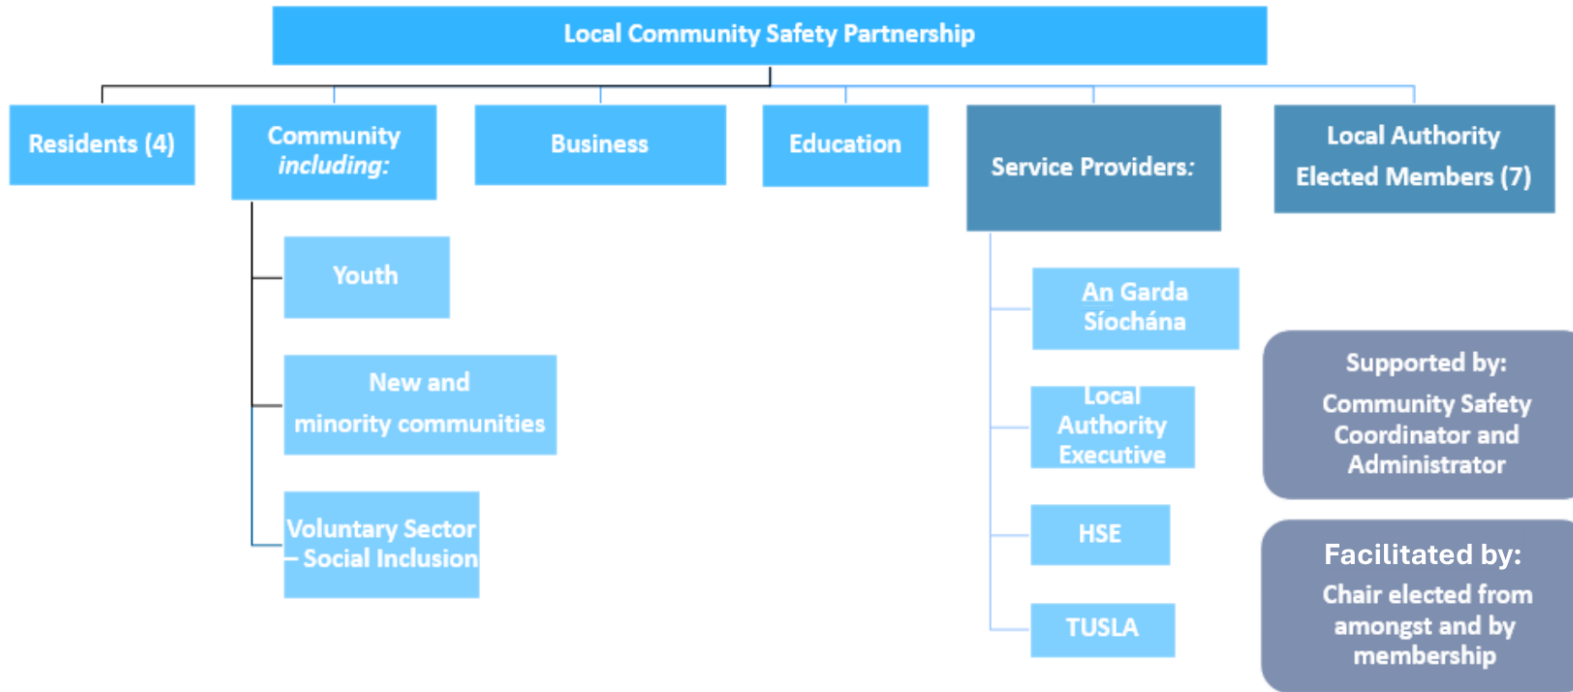 Local Community Safety Partnership
Residents (4)
Community
including:
Business
Education
Service Providers:
Local Authority
Elected Members (7)
Youth
New and
minority communities
Voluntary Sector
– Social Inclusion
An Garda
Síochána
Local
Authority
Executive
HSE
TUSLA
Supported by:
Community Safety
Coordinator and
Administrator
Facilitated by:
Chair elected from
amongst and by
membership